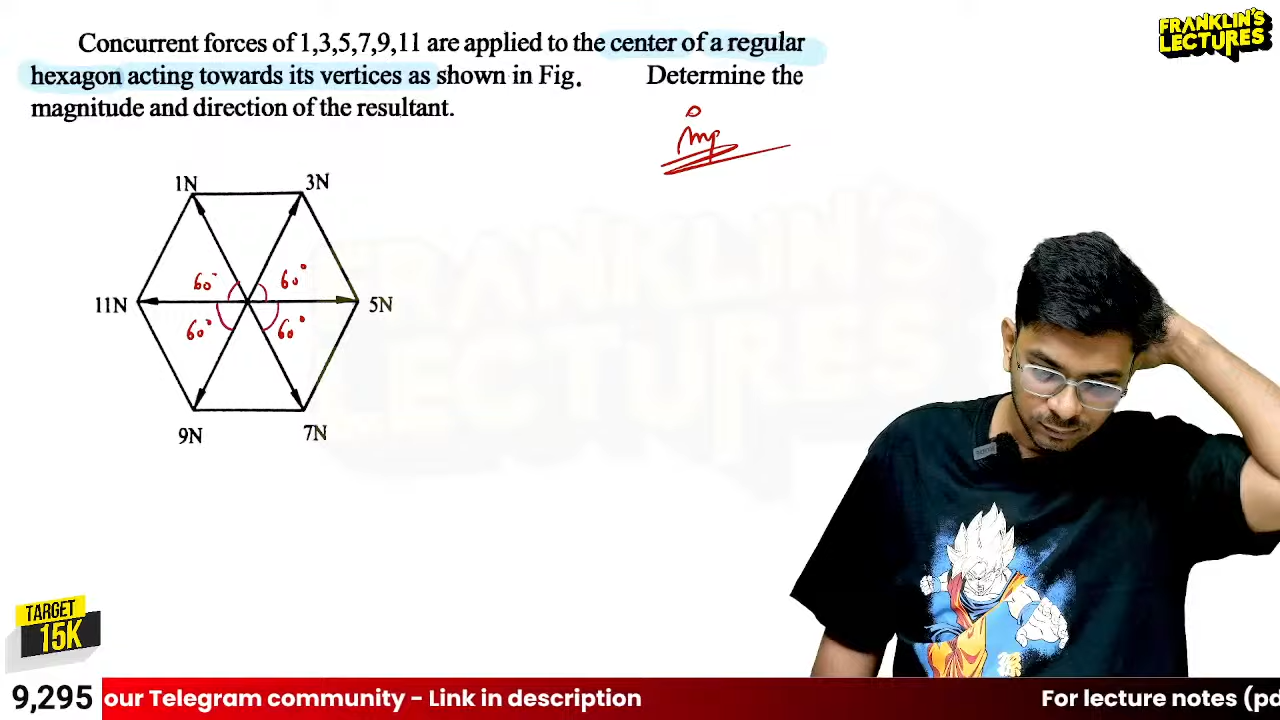 Concurrent forces of 1,3,5,7,9,11 are applied to the center of a regular
hexagon acting towards its vertices as shown in Fig. Determine the
magnitude and direction of the resultant.
imp
FRANKLIN'S
LECTURES
1N 3N
60° 60°
11N 5N
60° 60°
9N 7N
FRANKLIN'S
LECTURES
TARGET
15K
9,295 our Telegram community - Link in description For lecture notes (pd